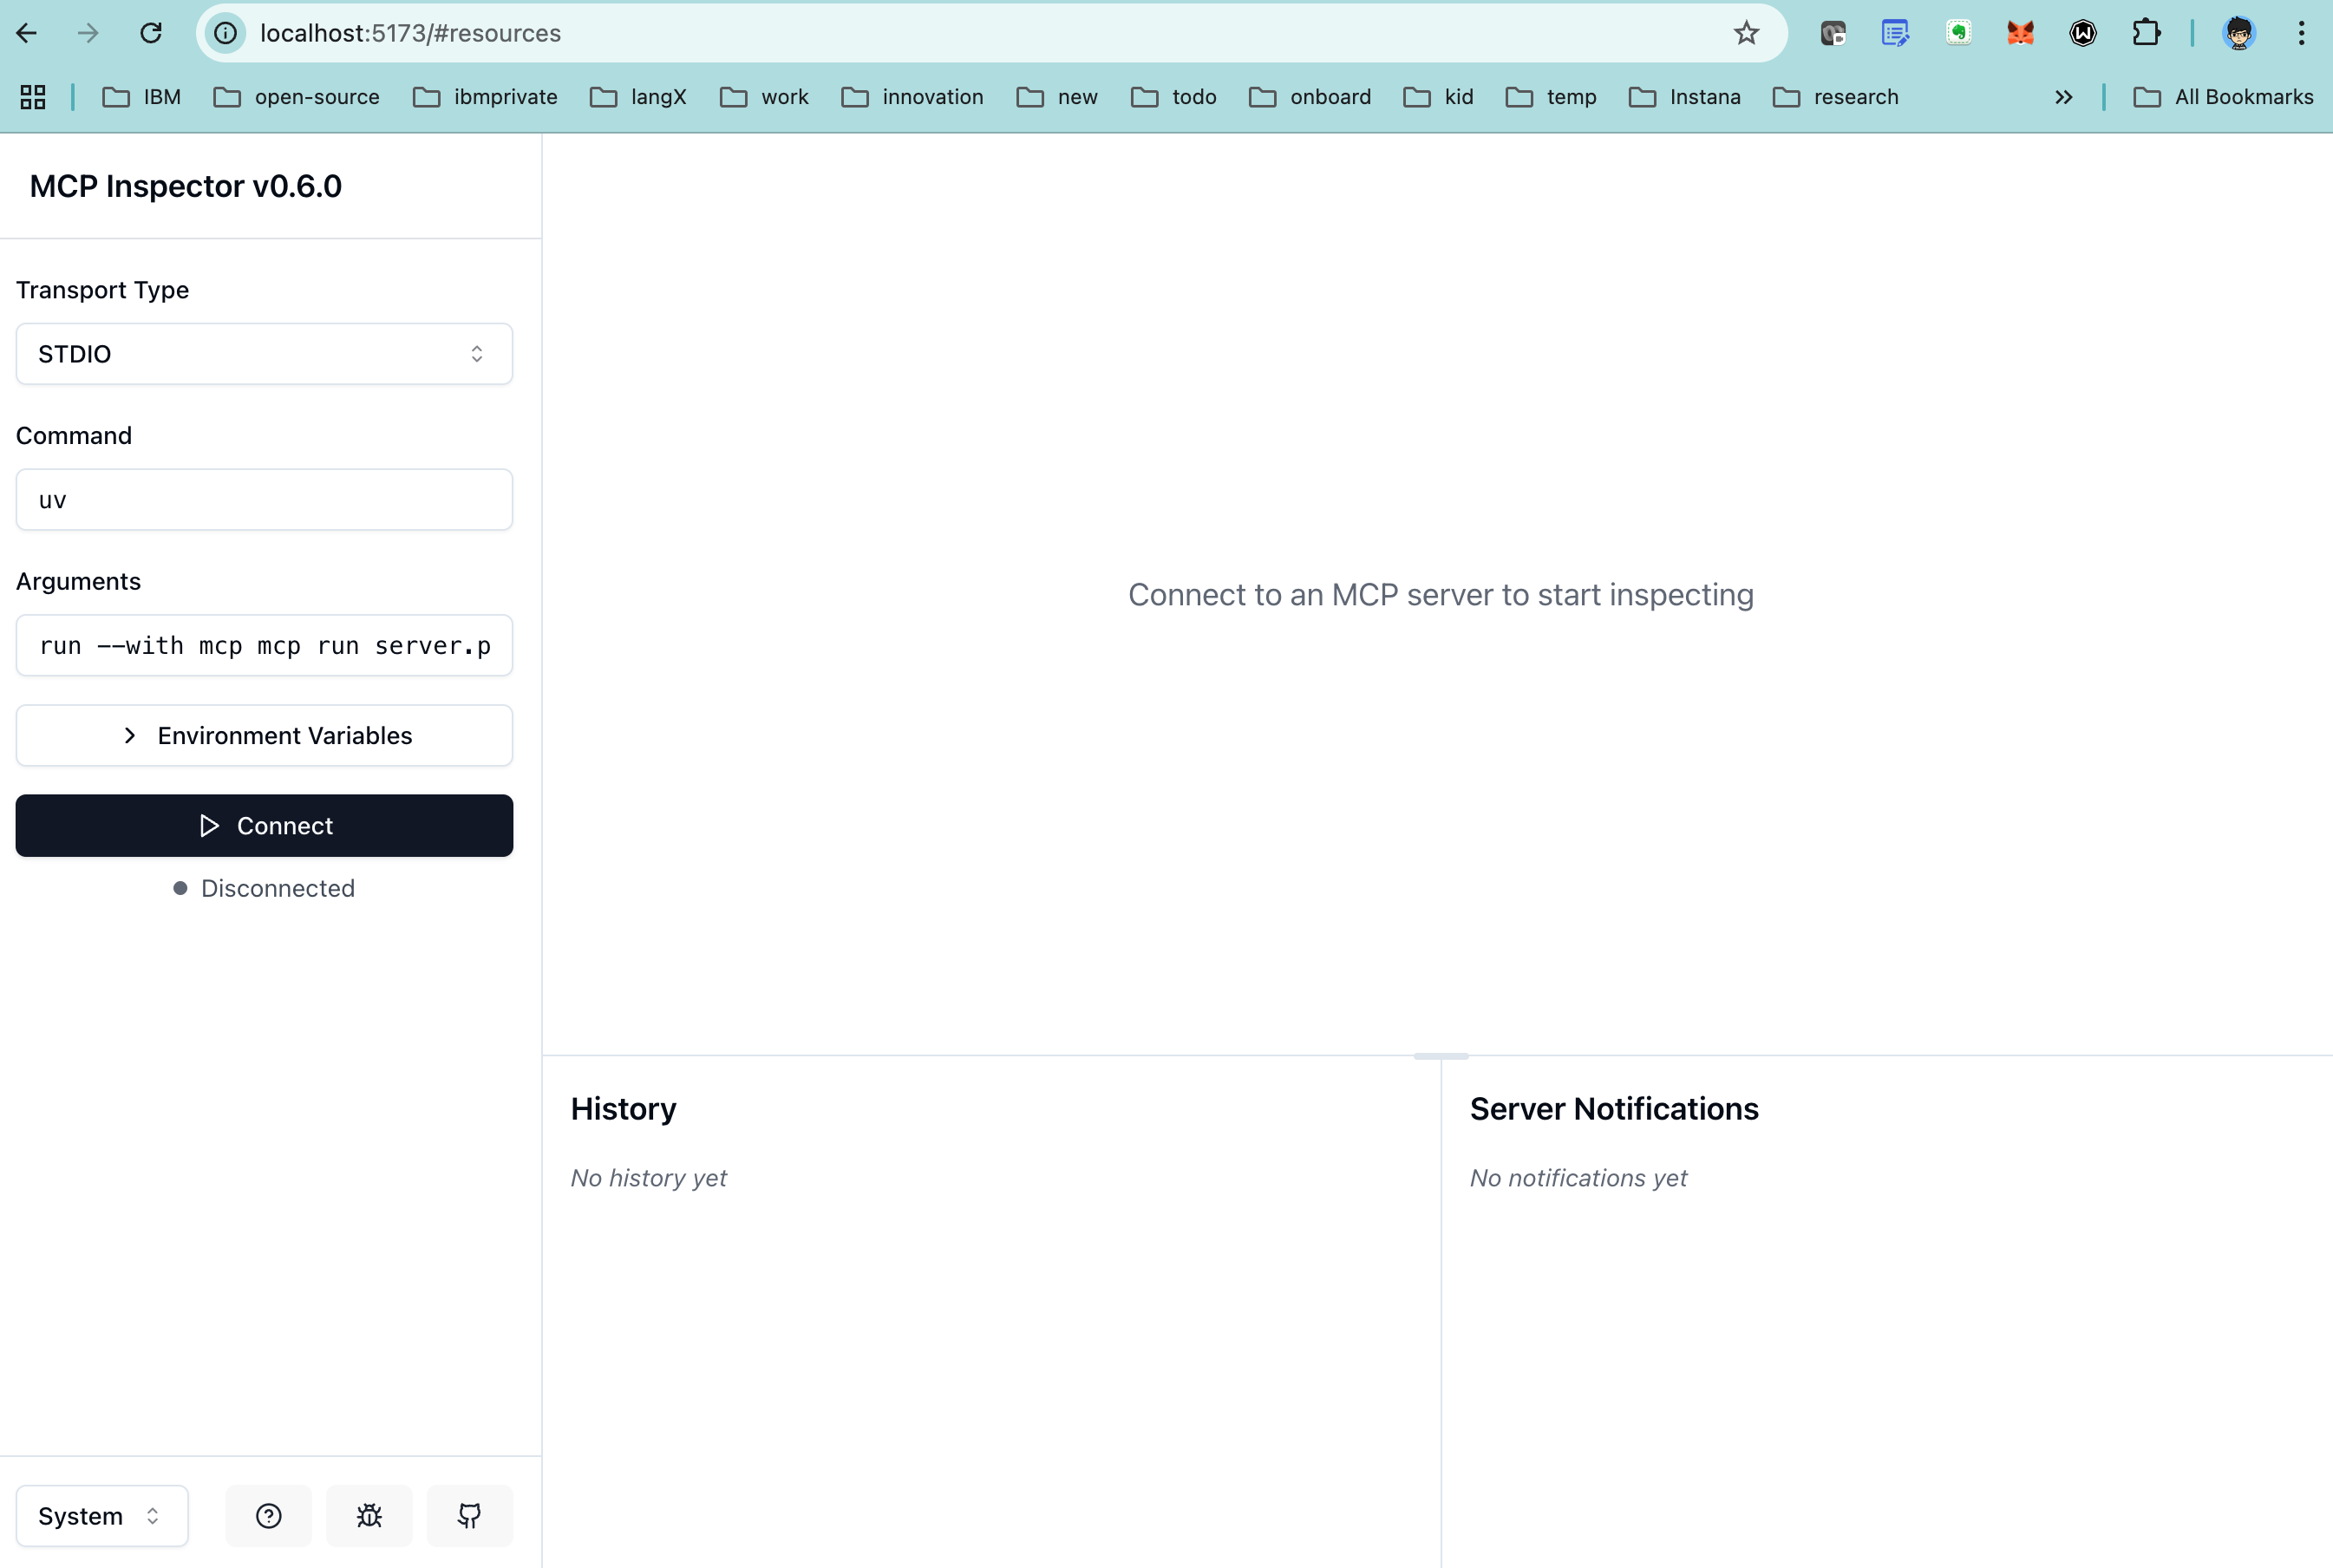 localhost:5173/#resources
IBM open-source ibmprivate langX work innovation new todo onboard kid temp Instana research All Bookmarks
MCP Inspector v0.6.0
Transport Type
STDIO
Command
uv
Arguments
run --with mcp mcp run server.p
Environment Variables
Connect
Disconnected
Connect to an MCP server to start inspecting
History
No history yet
Server Notifications
No notifications yet
System